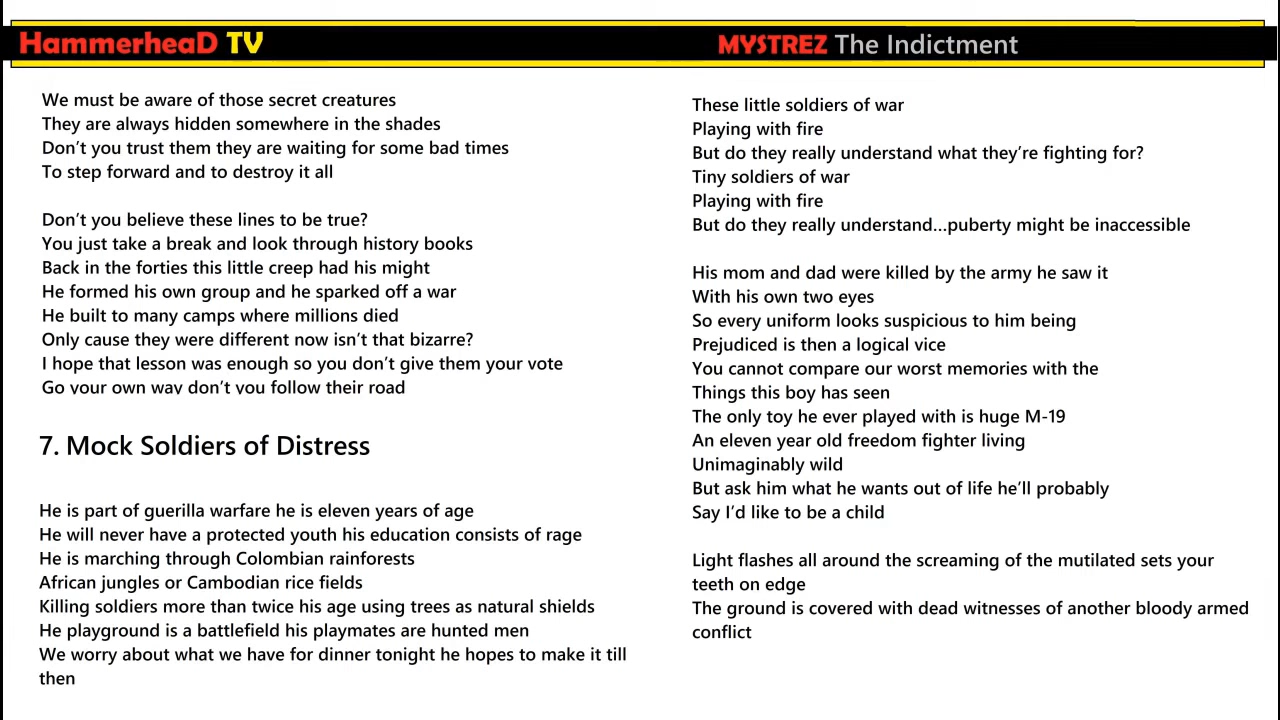 HammerheaD TV
MYSTREZ The Indictment
We must be aware of those secret creatures
They are always hidden somewhere in the shades
Don't you trust them they are waiting for some bad times
To step forward and to destroy it all
Don't you believe these lines to be true?
You just take a break and look through history books
Back in the forties this little creep had his might
He formed his own group and he sparked off a war
He built to many camps where millions died
Only cause they were different now isn't that bizarre?
I hope that lesson was enough so you don't give them your vote
Go your own way don't you follow their road
7. Mock Soldiers of Distress
He is part of guerilla warfare he is eleven years of age
He will never have a protected youth his education consists of rage
He is marching through Colombian rainforests
African jungles or Cambodian rice fields
Killing soldiers more than twice his age using trees as natural shields
He playground is a battlefield his playmates are hunted men
We worry about what we have for dinner tonight he hopes to make it till
then
These little soldiers of war
Playing with fire
But do they really understand what they're fighting for?
Tiny soldiers of war
Playing with fire
But do they really understand...puberty might be inaccessible
His mom and dad were killed by the army he saw it
With his own two eyes
So every uniform looks suspicious to him being
Prejudiced is then a logical vice
You cannot compare our worst memories with the
Things this boy has seen
The only toy he ever played with is huge M-19
An eleven year old freedom fighter living
Unimaginably wild
But ask him what he wants out of life he'll probably
Say I'd like to be a child
Light flashes all around the screaming of the mutilated sets your
teeth on edge
The ground is covered with dead witnesses of another bloody armed
conflict